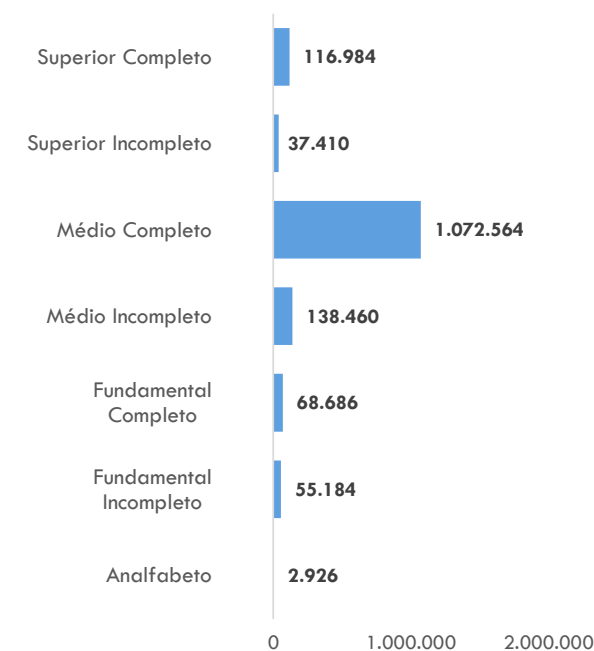 Superior Completo 116.984
Superior Incompleto 37.410
Médio Completo 1.072.564
Médio Incompleto 138.460
Fundamental
Completo 68.686
Fundamental
Incompleto 55.184
Analfabeto 2.926
0 1.000.000 2.000.000